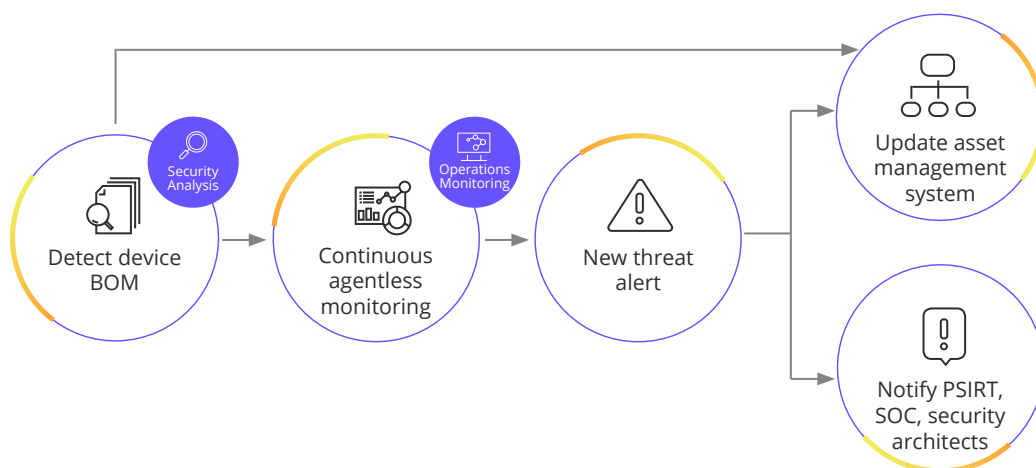 Security
Analysis
Detect device
BOM
Operations
Monitoring
Continuous
agentless
monitoring
New threat
alert
Update asset
management
system
Notify PSIRT,
SOC, security
architects